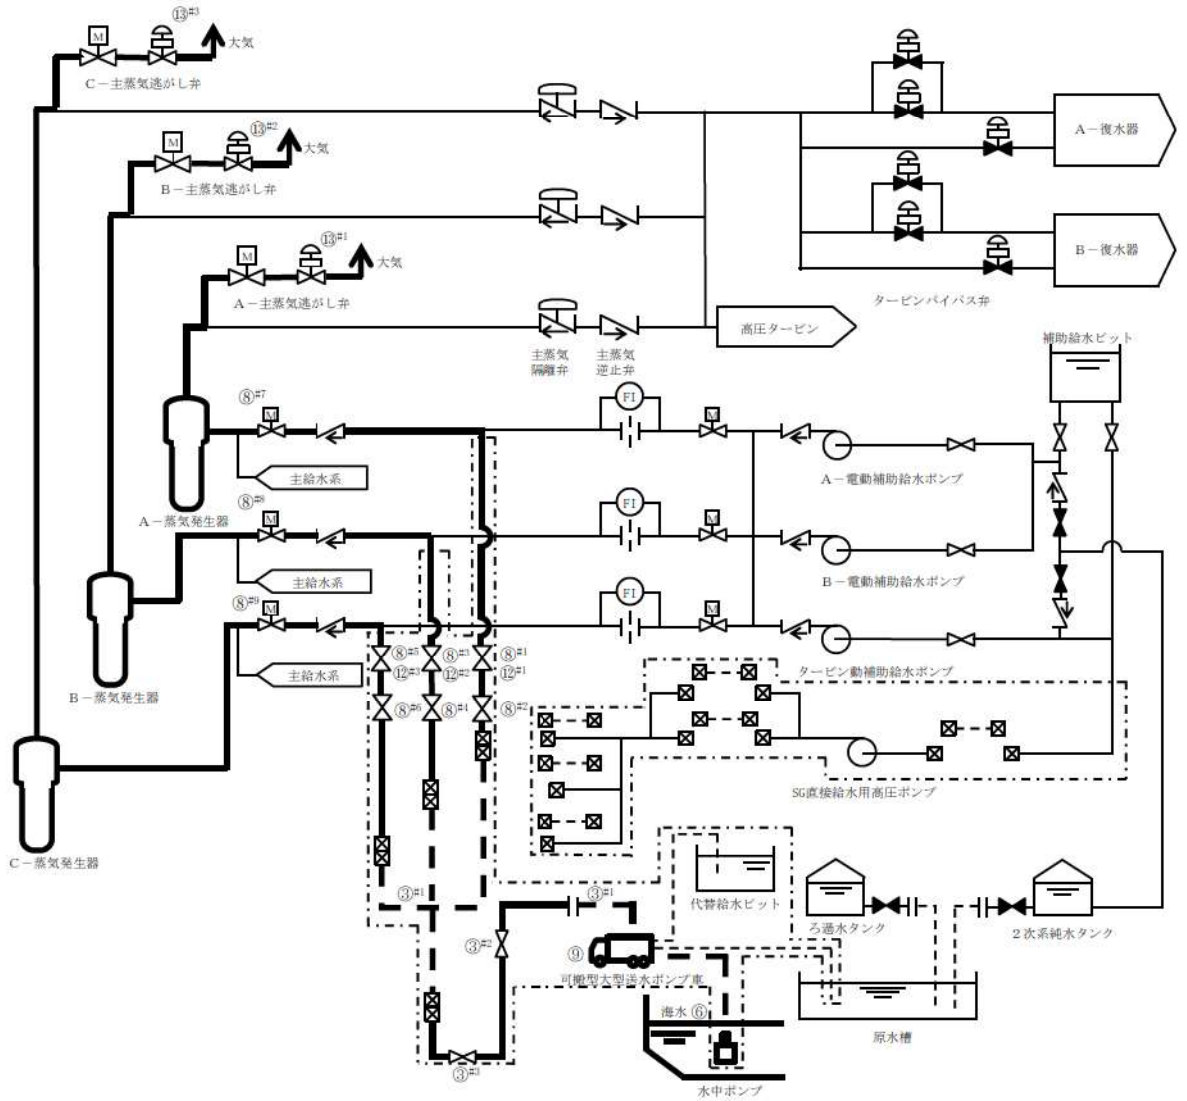 ⑬#3
M
大気
C－主蒸気逃がし弁
⑬#2
M
大気
B－主蒸気逃がし弁
A－復水器
⑬#1
M
大気
A－主蒸気逃がし弁
B－復水器
タービンバイパス弁
高圧タービン
主蒸気
隔離弁
主蒸気
逆止弁
補助給水ピット
⑧#7
M
FI
M
主給水系
A－電動補助給水ポンプ
⑧#8
A－蒸気発生器
M
FI
M
主給水系
B－電動補助給水ポンプ
⑧#9
M
FI
M
主給水系
タービン動補助給水ポンプ
B－蒸気発生器
⑧#5
⑧#3
⑧#1
⑫#3
⑫#2
⑫#1
⑧#6
⑧#4
⑧#2
SG直接給水用高圧ポンプ
C－蒸気発生器
③#1
③#1
代替給水ピット
ろ過水タンク
2次系純水タンク
③#2
⑨
可搬型大型送水ポンプ車
海水⑥
原水槽
③#3
水中ポンプ